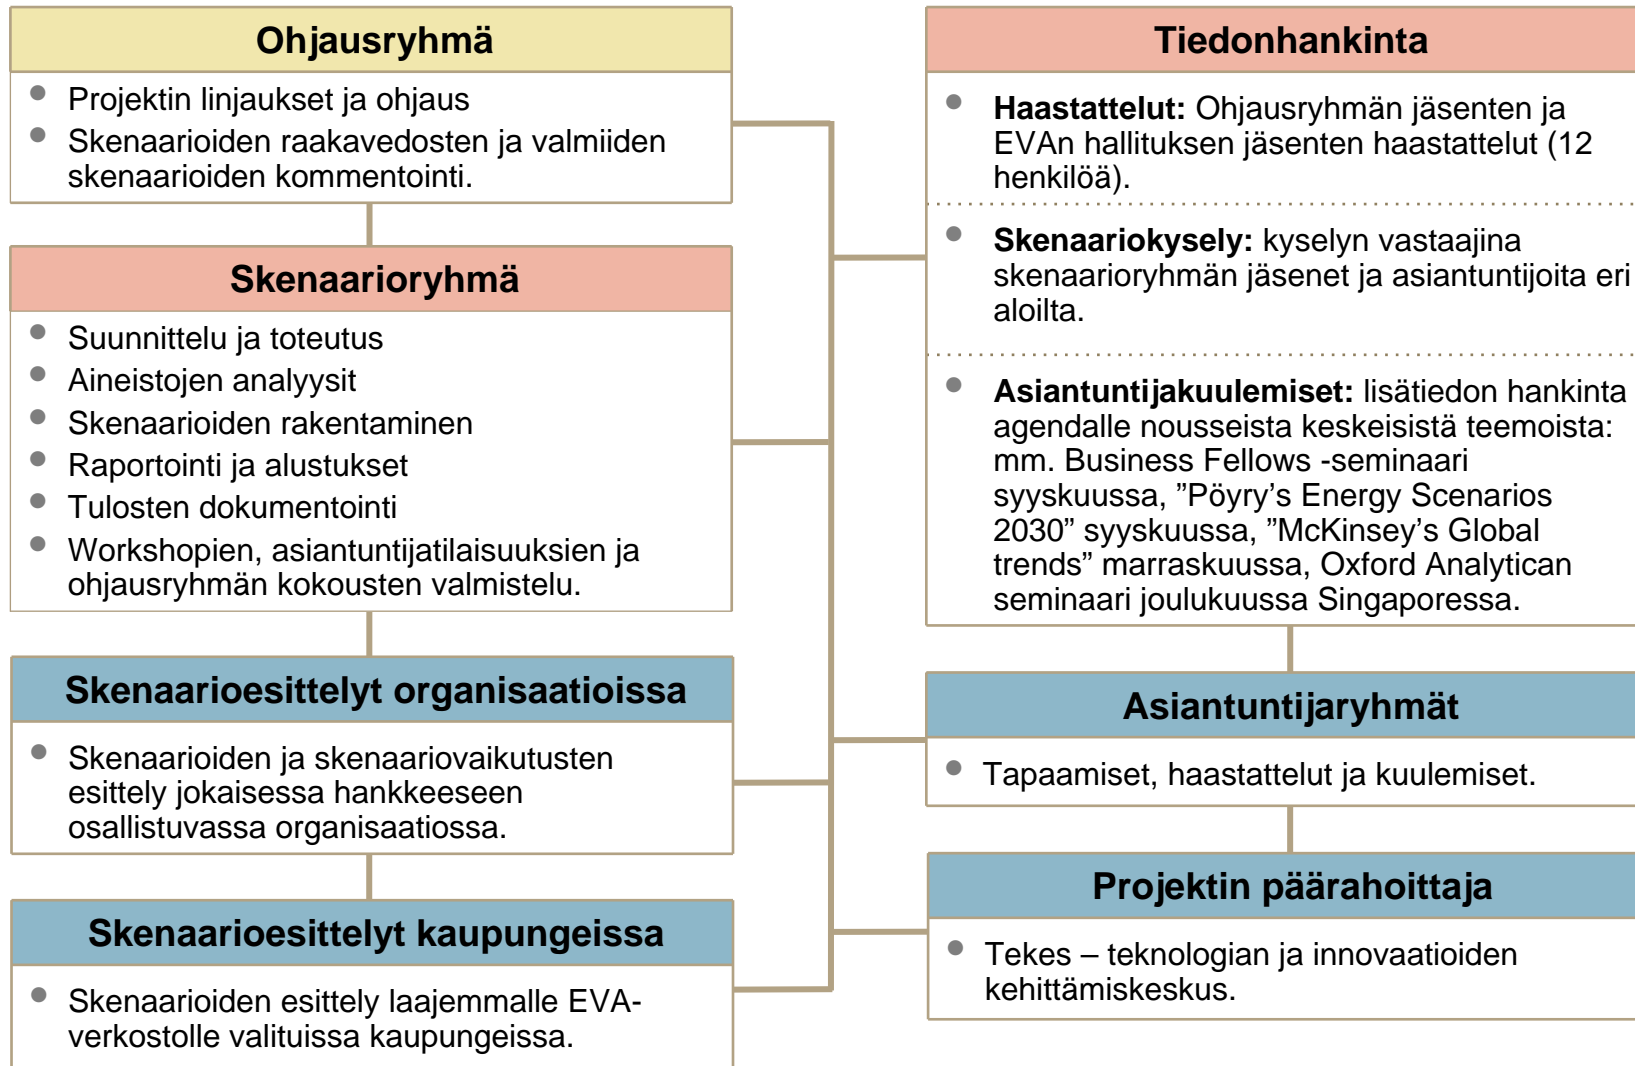 Ohjausryhmä
Projektin linjaukset ja ohjaus
Skenaarioiden raakavedosten ja valmiiden
skenaarioiden kommentointi.
Skenaarioryhmä
Suunnittelu ja toteutus
Aineistojen analyysit
Skenaarioiden rakentaminen
Raportointi ja alustukset
Tulosten dokumentointi
Workshopien, asiantuntijatilaisuuksien ja
ohjausryhmän kokousten valmistelu.
Skenaarioesittelyt organisaatioissa
Skenaarioiden ja skenaariovaikutusten
esittely jokaisessa hankkeeseen
osallistuvassa organisaatiossa.
Skenaarioesittelyt kaupungeissa
Skenaarioiden esittely laajemmalle EVA-
verkostolle valituissa kaupungeissa.
Tiedonhankinta
Haastattelut: Ohjausryhmän jäsenten ja
EVAn hallituksen jäsenten haastattelut (12
henkilöä).
Skenaariokysely: kyselyn vastaajina
skenaarioryhmän jäsenet ja asiantuntijoita eri
aloilta.
Asiantuntijakuulemiset: lisätiedon hankinta
agendalle nousseista keskeisistä teemoista:
mm. Business Fellows -seminaari
syyskuussa, ”Pöyry’s Energy Scenarios
2030” syyskuussa, ”McKinsey’s Global
trends” marraskuussa, Oxford Analytican
seminaari joulukuussa Singaporessa.
Asiantuntijaryhmät
Tapaamiset, haastattelut ja kuulemiset.
Projektin päärahoittaja
Tekes – teknologian ja innovaatioiden
kehittämiskeskus.